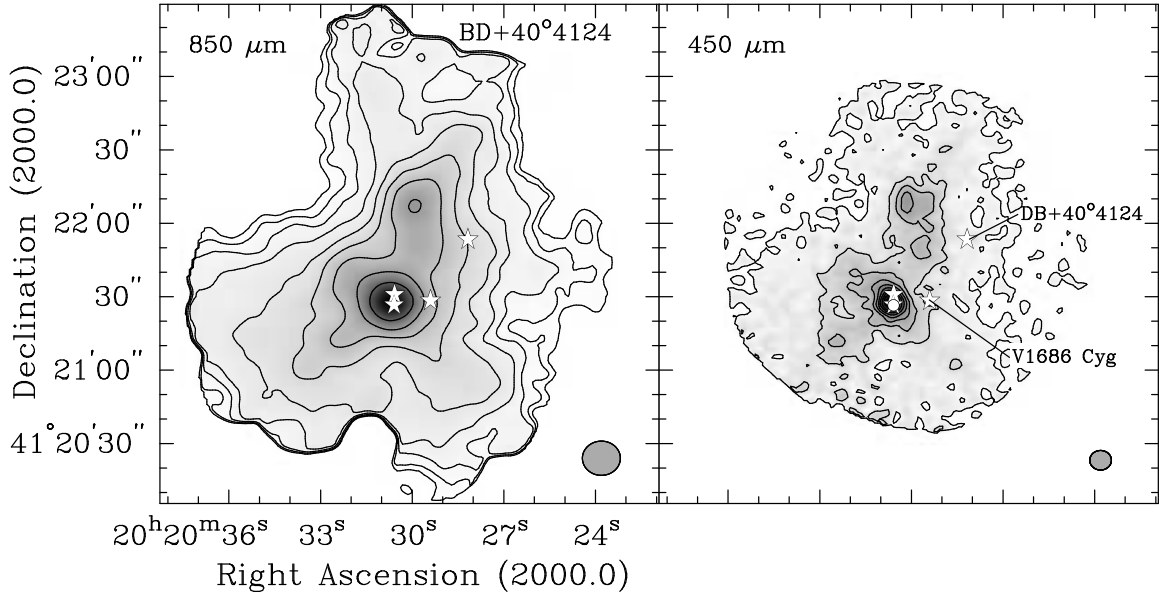 850 μm
BD+40°4124
450 μm
23′00″
30
22′00″
30″
21′00″
41°20′30″
Declination (2000.0)
DB+40°4124
V1686 Cyg
20ʰ20ᵐ36ˢ
33ˢ
30ˢ
27ˢ
24ˢ
Right Ascension (2000.0)